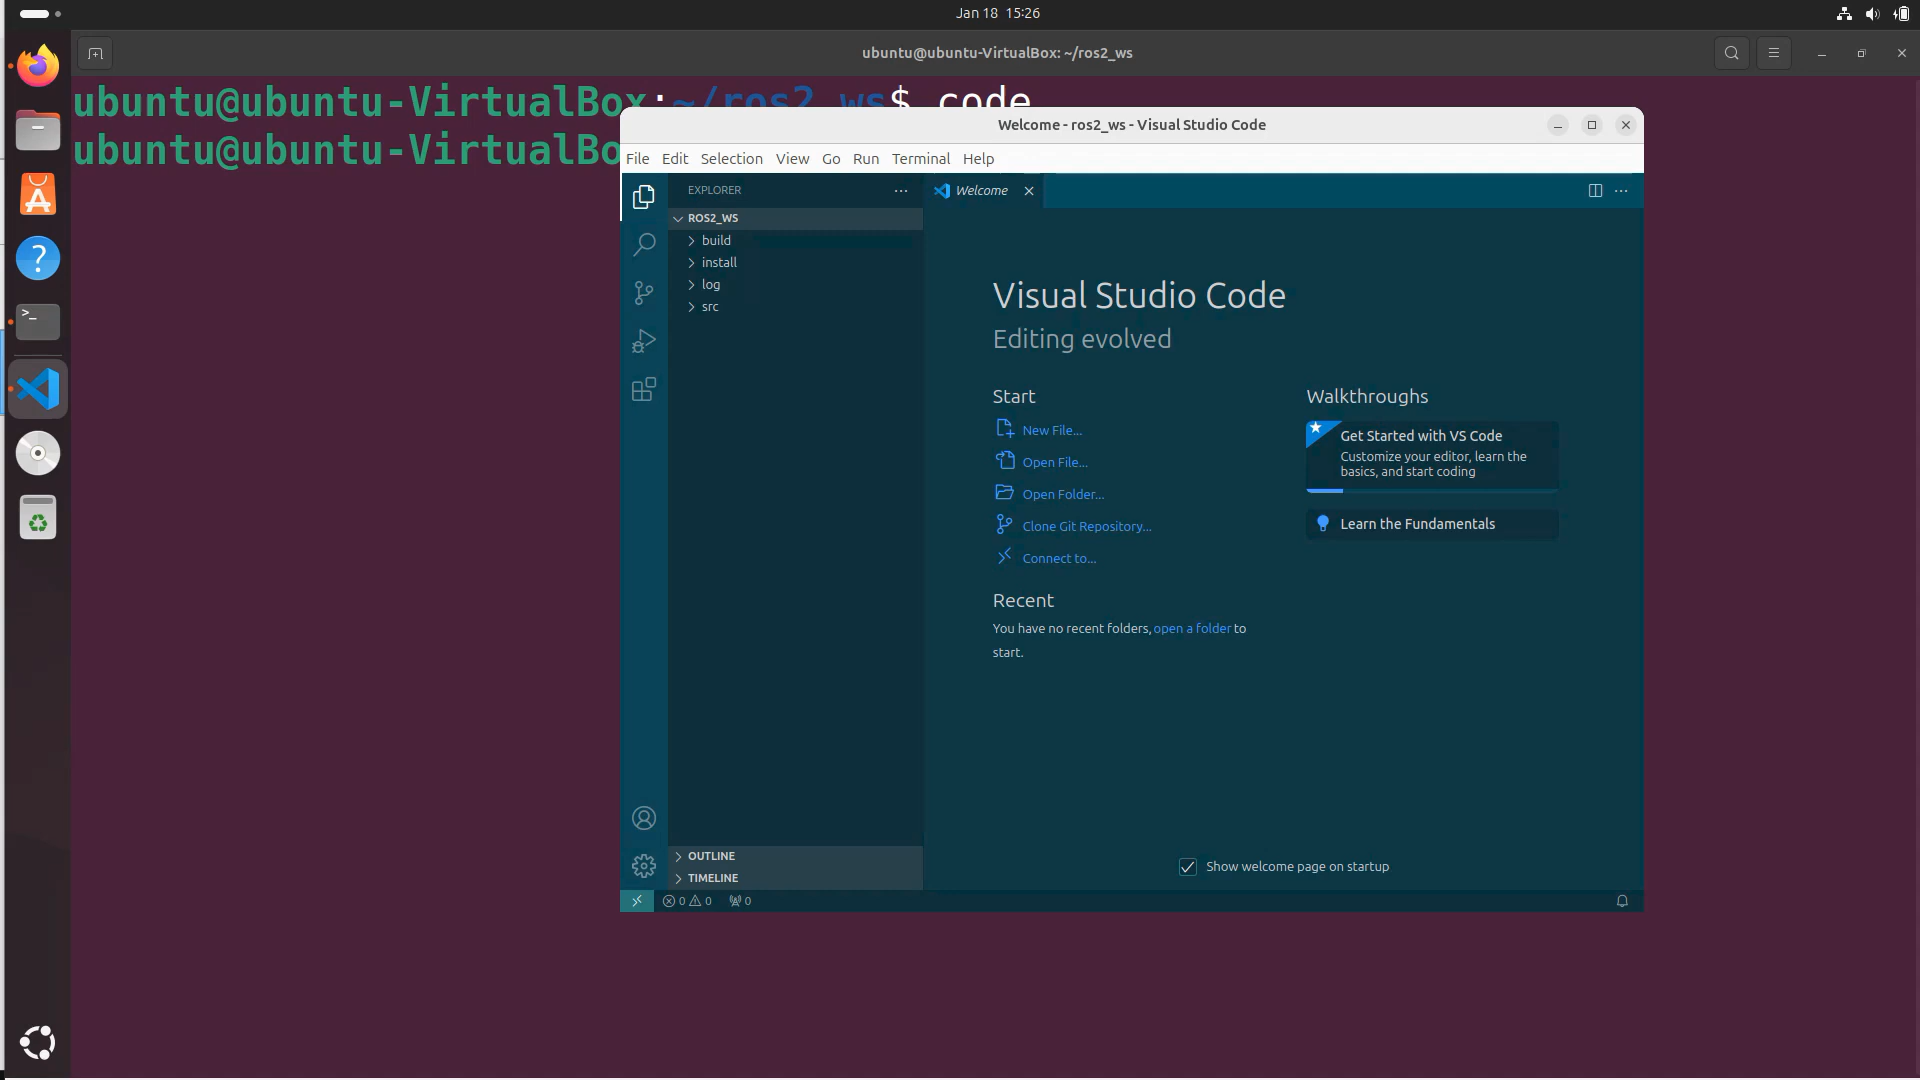 Jan 18 15:26
ubuntu@ubuntu-VirtualBox: ~/ros2_ws
ubuntu@ubuntu-VirtualBox:~/ros2_ws$ code
ubuntu@ubuntu-VirtualBo
Welcome - ros2_ws - Visual Studio Code
File Edit Selection View Go Run Terminal Help
EXPLORER
Welcome
ROS2_WS
build
install
log
src
OUTLINE
TIMELINE
Visual Studio Code
Editing evolved
Start
New File...
Open File...
Open Folder...
Clone Git Repository...
Connect to...
Recent
You have no recent folders, open a folder to
start.
Walkthroughs
Get Started with VS Code
Customize your editor, learn the
basics, and start coding
Learn the Fundamentals
Show welcome page on startup
0 0 0